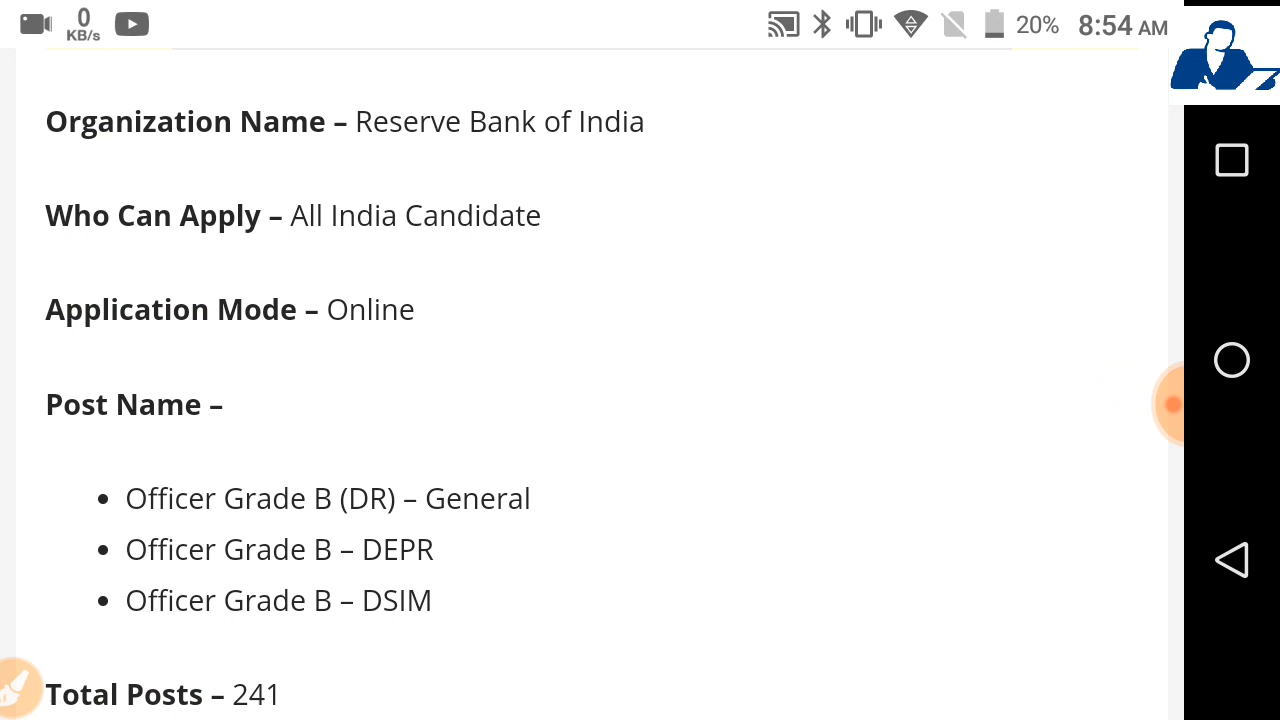 0
KB/s
20% 8:54 AM
Organization Name – Reserve Bank of India
Who Can Apply – All India Candidate
Application Mode – Online
Post Name –
• Officer Grade B (DR) – General
• Officer Grade B – DEPR
• Officer Grade B – DSIM
Total Posts – 241